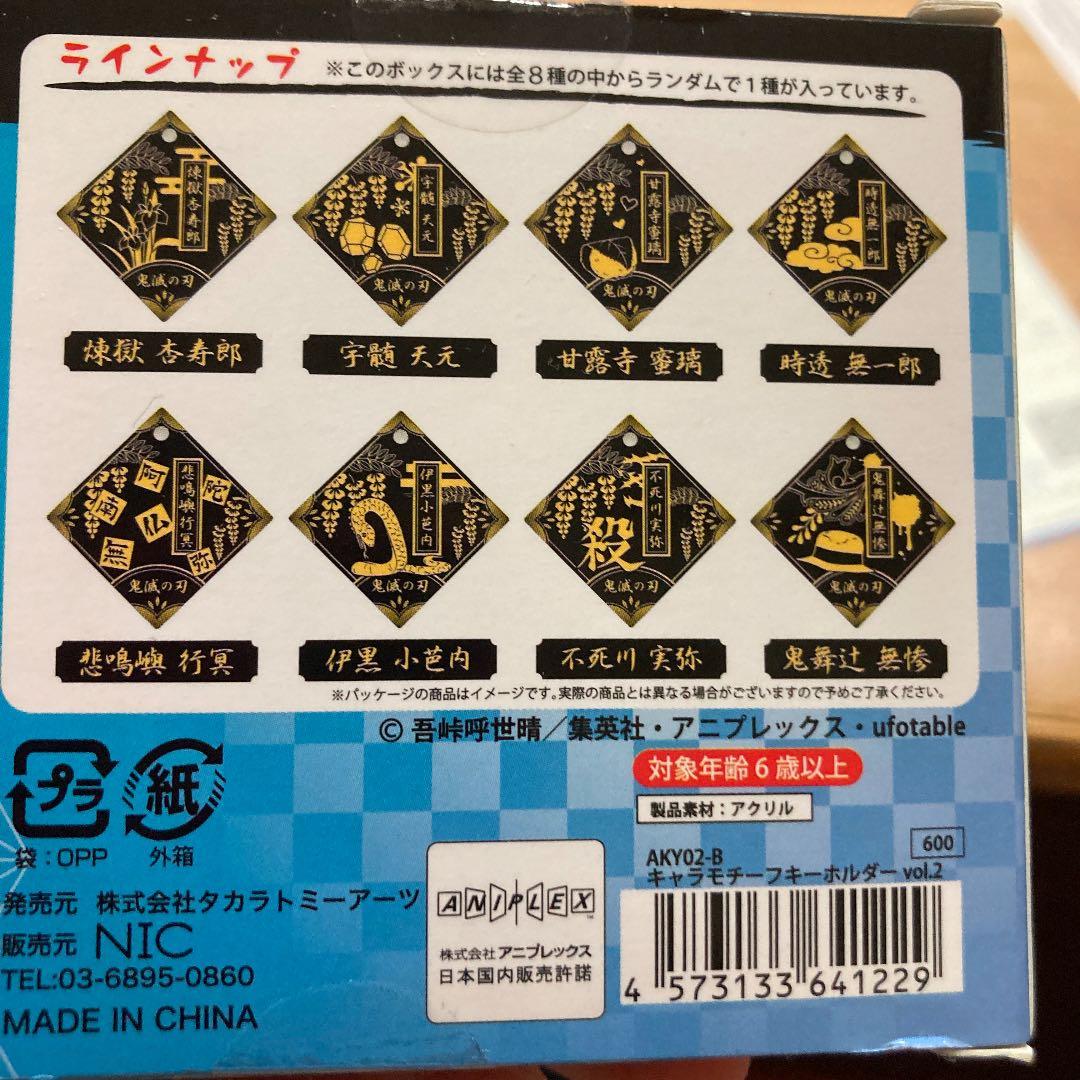 ラインナップ ※このボックスには全8種の中からランダムで1種が入っています。
煉獄杏寿郎
鬼滅の刃
宇髄天元
鬼滅の刃
甘露寺蜜璃
鬼滅の刃
時透無一郎
鬼滅の刃
煉獄 杏寿郎
宇髄 天元
甘露寺 蜜璃
時透 無一郎
南無阿弥陀仏
悲鳴嶼行冥
鬼滅の刃
伊黒小芭内
鬼滅の刃
殺
不死川実弥
鬼滅の刃
鬼舞辻無惨
鬼滅の刃
悲鳴嶼 行冥
伊黒 小芭内
不死川 実弥
鬼舞辻 無惨
※パッケージの商品はイメージです。実際の商品とは異なる場合がございますので予めご了承ください。
© 吾峠呼世晴／集英社・アニプレックス・ufotable
対象年齢6歳以上
製品素材：アクリル
プラ
袋：OPP
紙
外箱
発売元 株式会社タカラトミーアーツ
販売元 NIC
TEL:03-6895-0860
MADE IN CHINA
ANIPLEX™
株式会社アニプレックス
日本国内販売許諾
600
AKY02-B
キャラモチーフキーホルダー vol.2
4 573133 641229